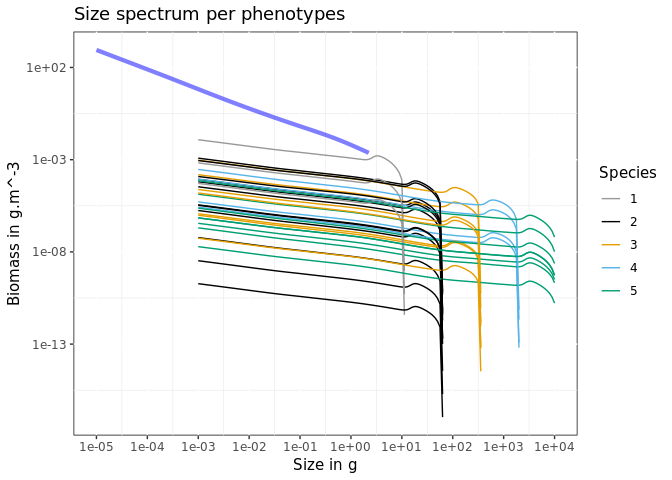 Size spectrum per phenotypes
Biomass in g.m^-3
1e+02
1e-03
1e-08
1e-13
1e-05 1e-04 1e-03 1e-02 1e-01 1e+00 1e+01 1e+02 1e+03 1e+04
Size in g
Species
1
2
3
4
5